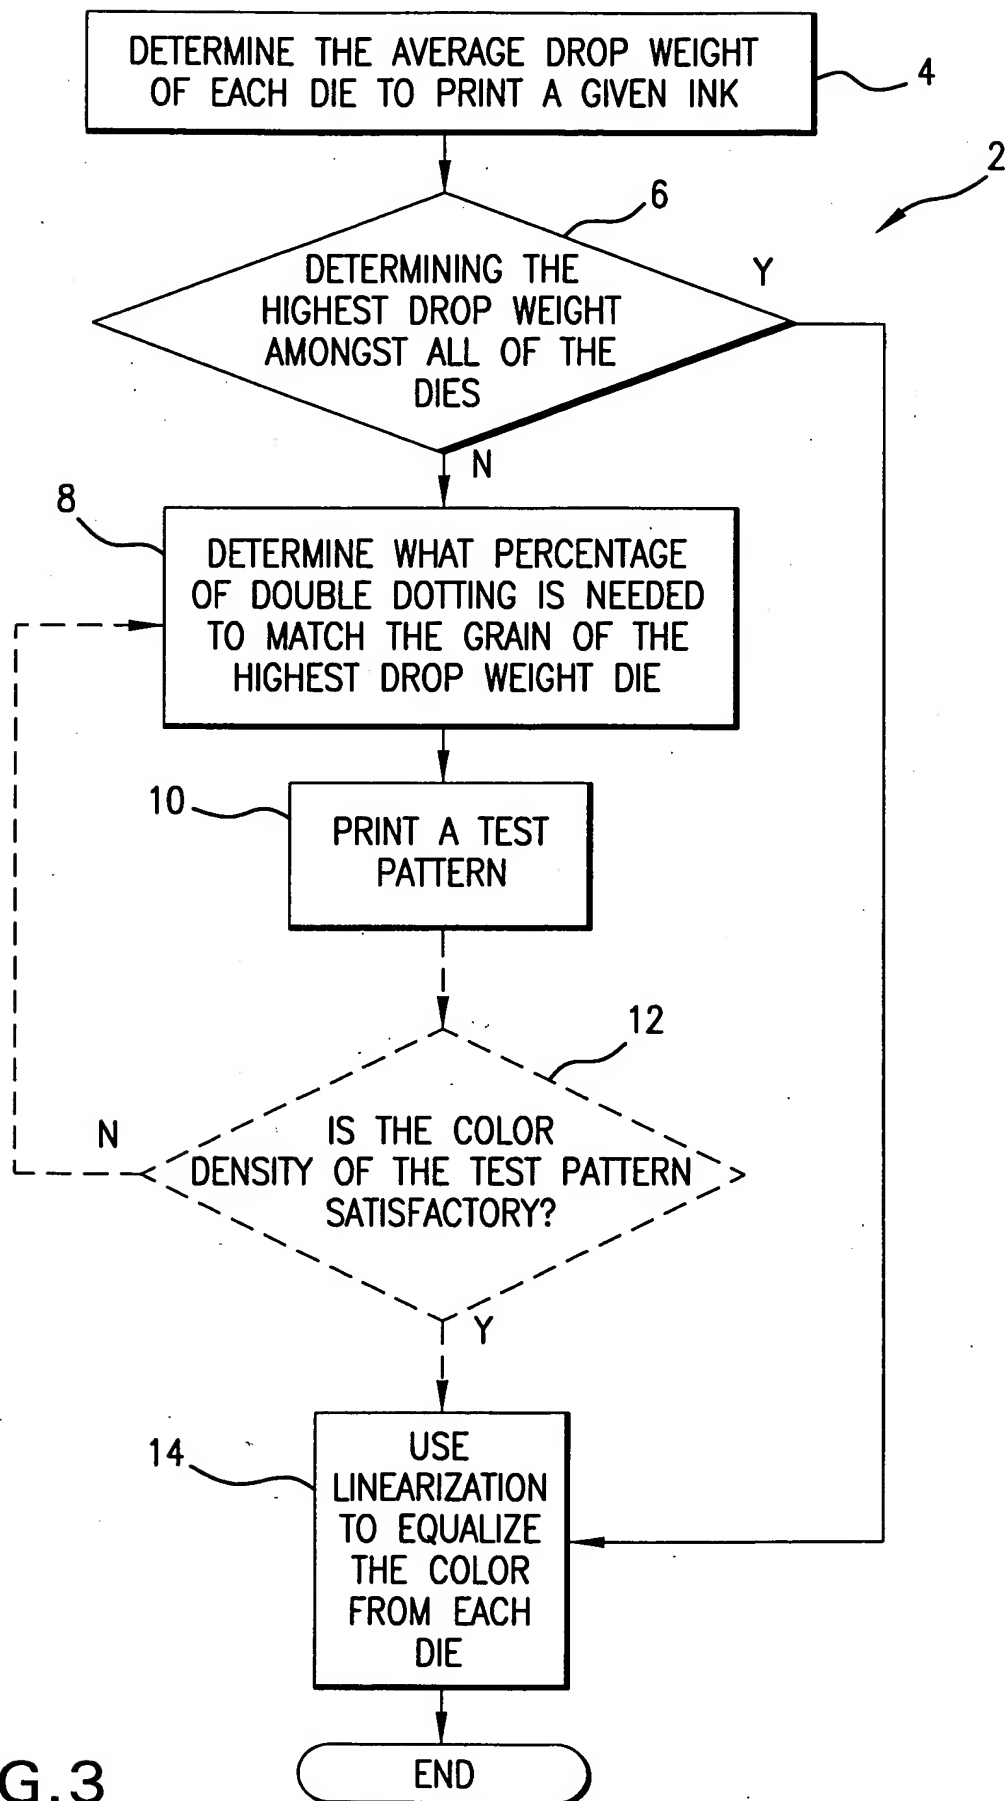 DETERMINE THE AVERAGE DROP WEIGHT
OF EACH DIE TO PRINT A GIVEN INK
4
2
6
DETERMINING THE
HIGHEST DROP WEIGHT
AMONGST ALL OF THE
DIES
Y
N
8
DETERMINE WHAT PERCENTAGE
OF DOUBLE DOTTING IS NEEDED
TO MATCH THE GRAIN OF THE
HIGHEST DROP WEIGHT DIE
10
PRINT A TEST
PATTERN
12
N
IS THE COLOR
DENSITY OF THE TEST PATTERN
SATISFACTORY?
Y
14
USE
LINEARIZATION
TO EQUALIZE
THE COLOR
FROM EACH
DIE
END
G.3